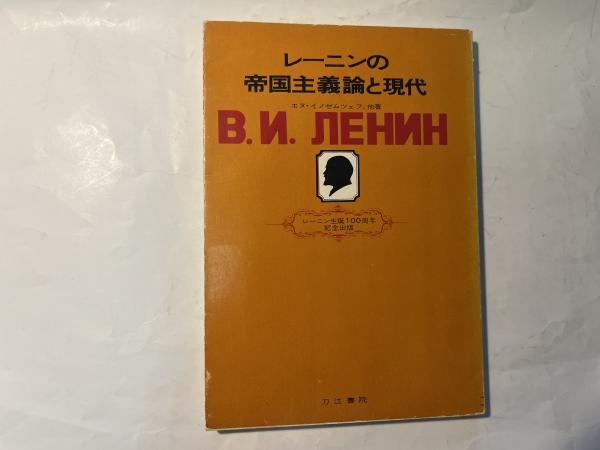 レーニンの
帝国主義論と現代
エヌ・イノゼムツェフ、他著
В.И. ЛЕНИН
レーニン生誕100周年
記念出版
刀江書院